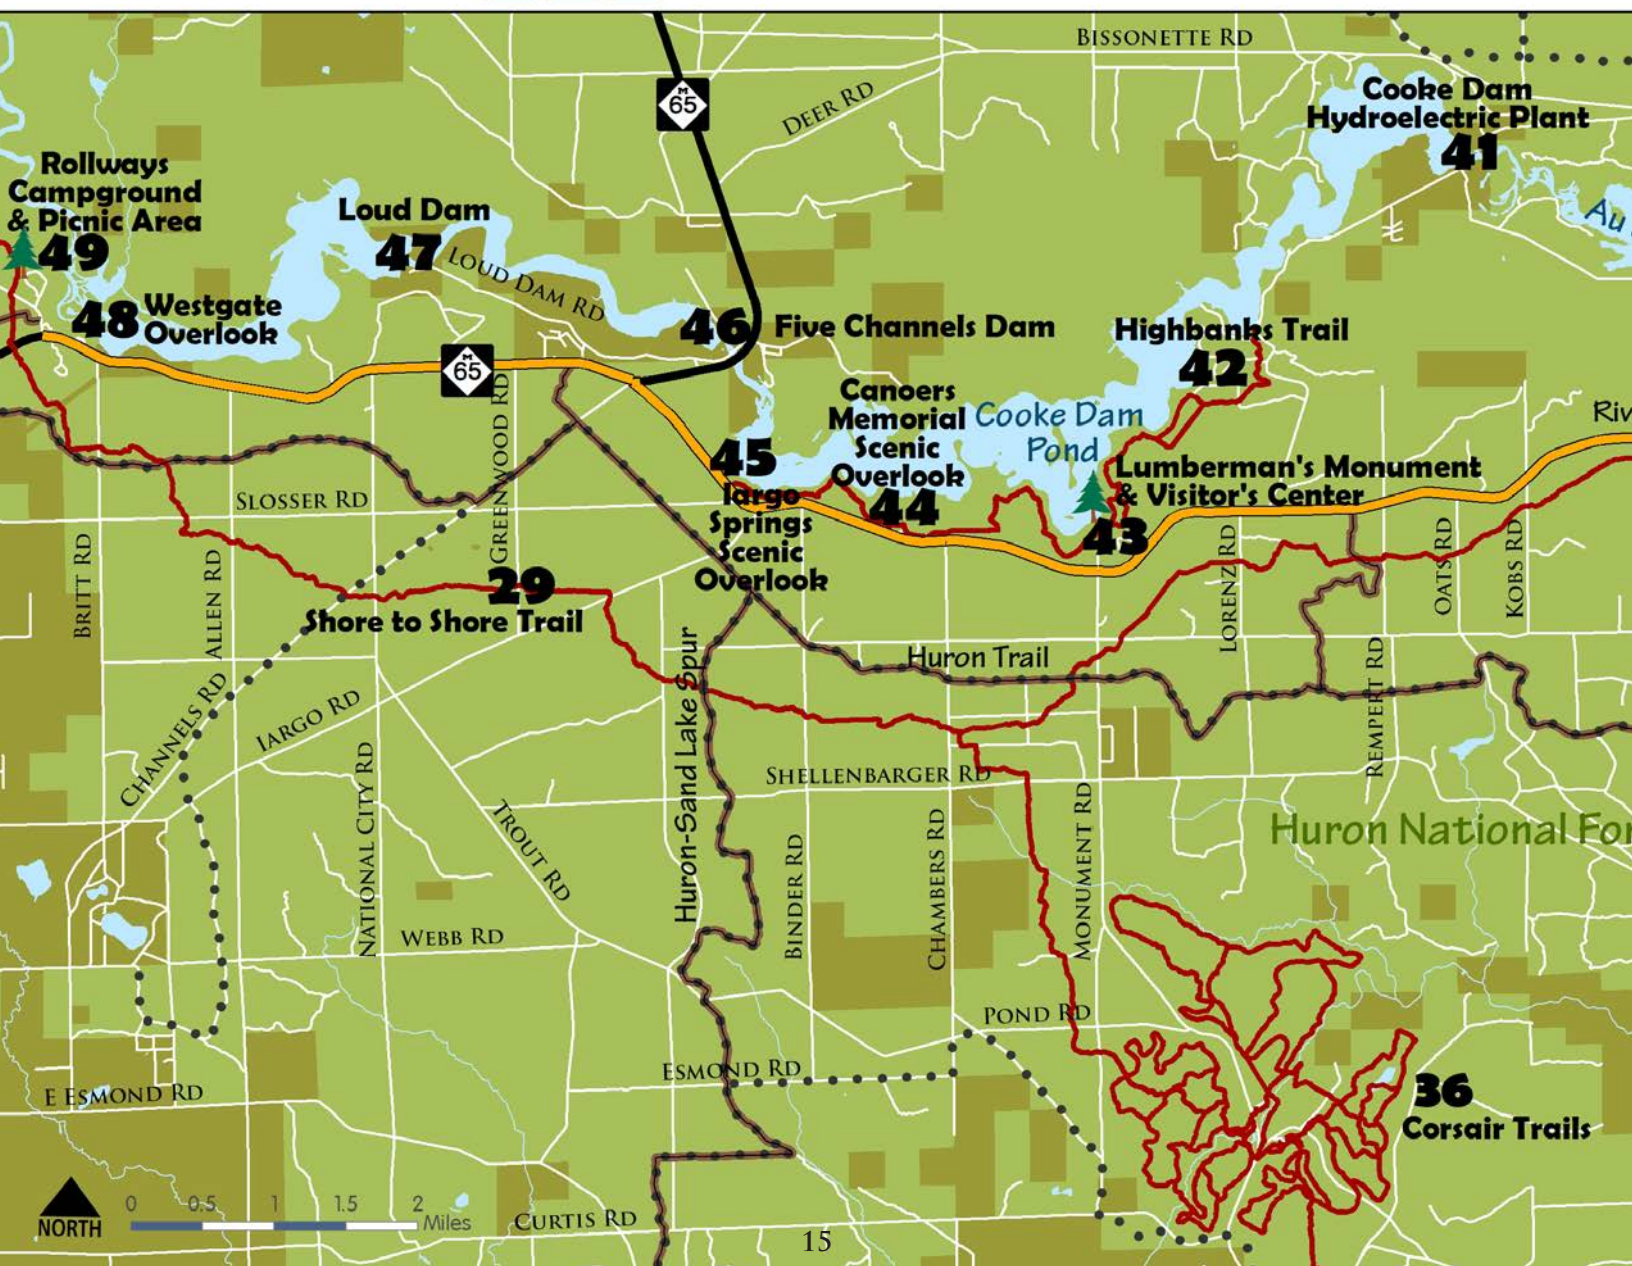 BISSONETTE RD
M
65
DEER RD
Cooke Dam
Hydroelectric Plant
41
Rollways
Campground
& Picnic Area
49
Loud Dam
47
LOUD DAM RD
Au
48
Westgate
Overlook
46
Five Channels Dam
Highbanks Trail
42
M
65
Canoers
Memorial
Scenic
Overlook
44
Cooke Dam
Pond
Riv
45
Iargo
Springs
Scenic
Overlook
Lumberman's Monument
& Visitor's Center
43
SLOSSER RD
GREENWOOD RD
BRITT RD
ALLEN RD
29
Shore to Shore Trail
LORENZ RD
OATS RD
KOBS RD
Huron Trail
REMPERT RD
CHANNELS RD
IARGO RD
NATIONAL CITY RD
TROUT RD
Huron-Sand Lake Spur
SHELLENBARGER RD
BINDER RD
CHAMBERS RD
MONUMENT RD
Huron National For
WEBB RD
POND RD
ESMOND RD
E ESMOND RD
36
Corsair Trails
NORTH
0 0.5 1 1.5 2
Miles
CURTIS RD
15